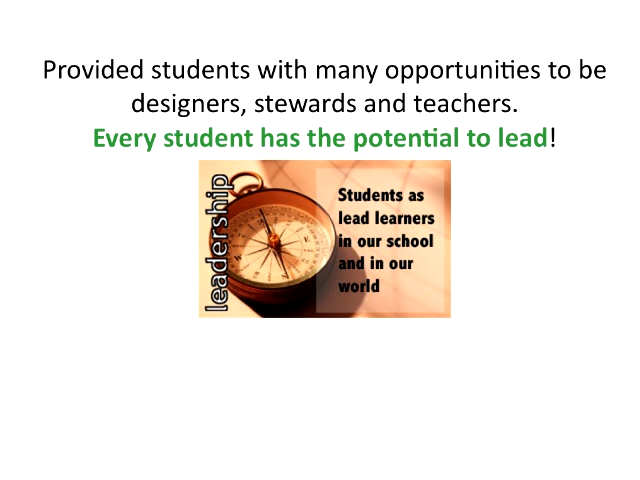 Provided students with many opportunities to be
designers, stewards and teachers.
Every student has the potential to lead!
leadership
Students as
lead learners
in our school
and in our
world